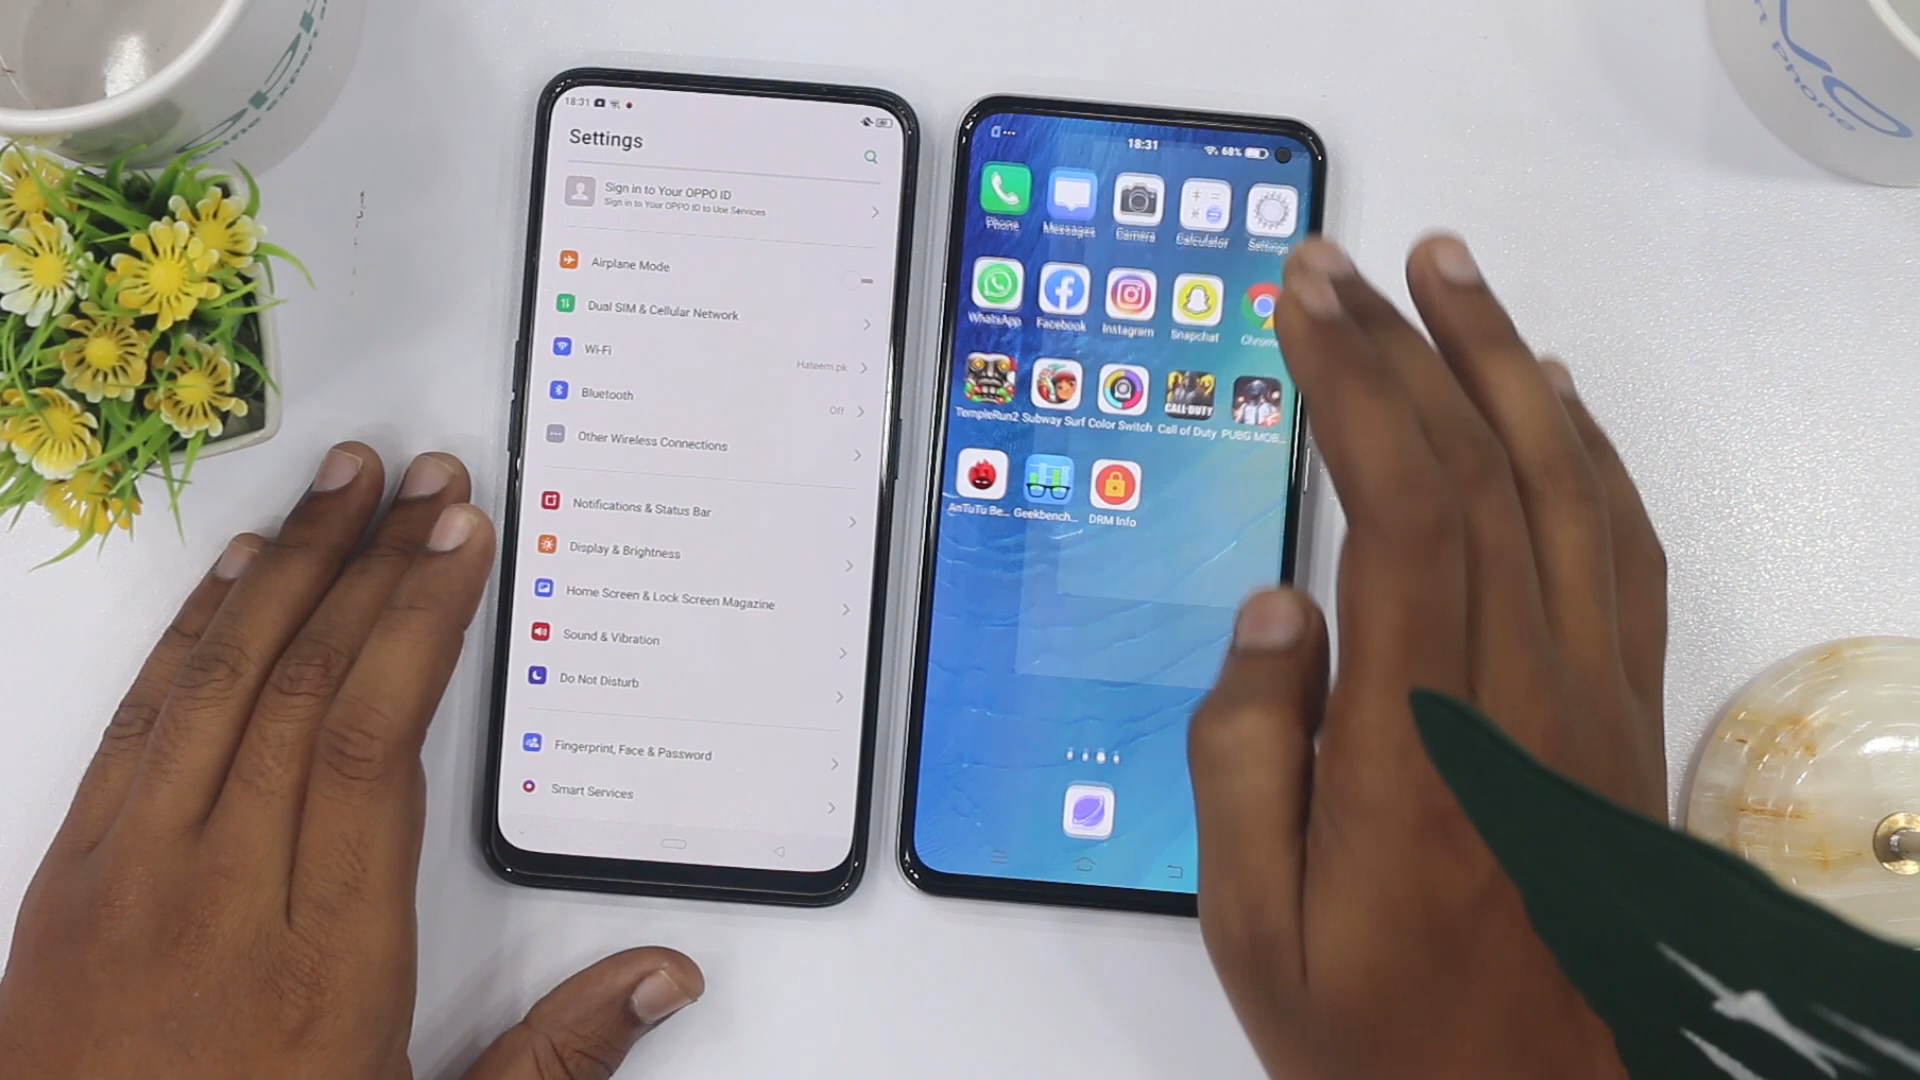 18:31
Settings
Sign in to Your OPPO ID
Sign in to Your OPPO ID to Use Services
Airplane Mode
Dual SIM & Cellular Network
Wi-Fi
Hateem.pk
Bluetooth
Off
Other Wireless Connections
Notifications & Status Bar
Display & Brightness
Home Screen & Lock Screen Magazine
Sound & Vibration
Do Not Disturb
Fingerprint, Face & Password
Smart Services
18:31
68%
Phone Messages Camera Calculator Settings
WhatsApp Facebook Instagram Snapchat Chrome
TempleRun2 Subway Surf Color Switch Call of Duty PUBG MOB...
CALL DUTY
AnTuTu Be... Geekbench... DRM Info
phone